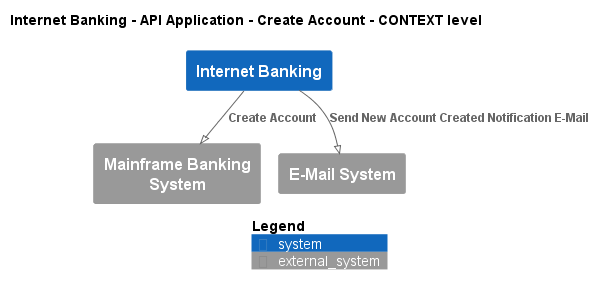 Internet Banking - API Application - Create Account - CONTEXT level
Internet Banking
Create Account
Send New Account Created Notification E-Mail
Mainframe Banking
System
E-Mail System
Legend
system
external_system